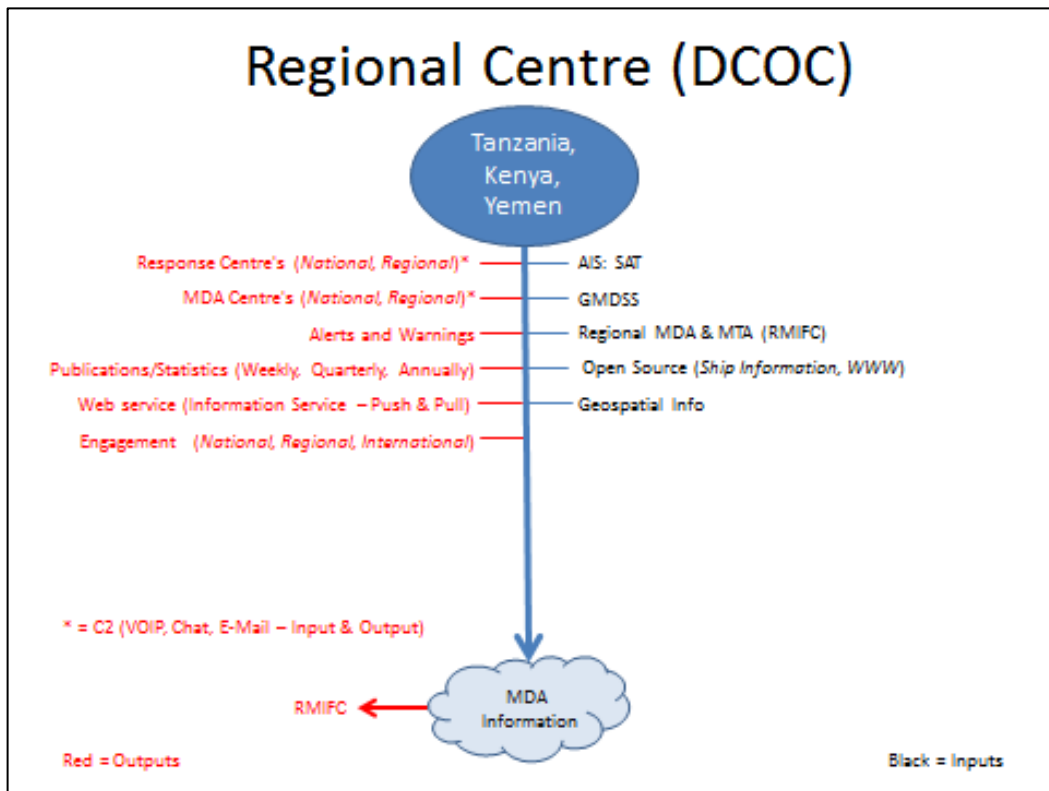 Regional Centre (DCOC)
Tanzania,
Kenya,
Yemen
Response Centre's (National, Regional)*
AIS: SAT
MDA Centre's (National, Regional)*
GMDSS
Alerts and Warnings
Regional MDA & MTA (RMIFC)
Publications/Statistics (Weekly, Quarterly, Annually)
Open Source (Ship Information, WWW)
Web service (Information Service – Push & Pull)
Geospatial Info
Engagement (National, Regional, International)
* = C2 (VOIP, Chat, E-Mail – Input & Output)
RMIFC
MDA
Information
Red = Outputs
Black = Inputs